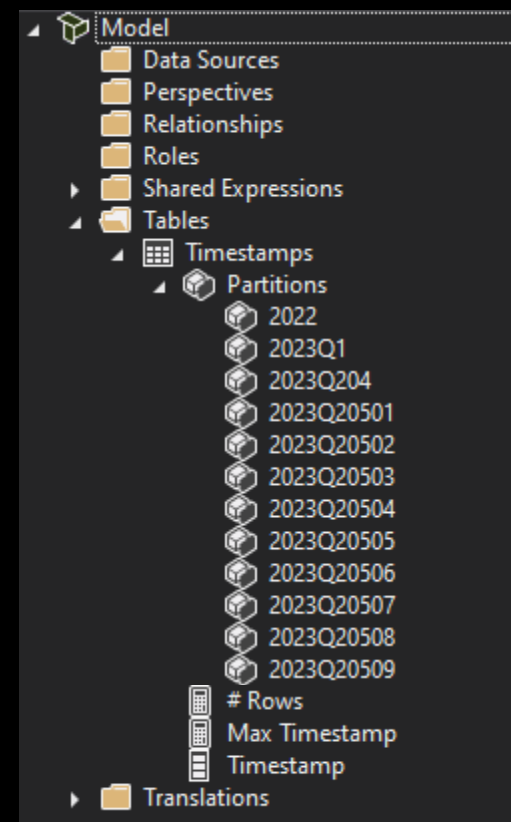 Model
Data Sources
Perspectives
Relationships
Roles
Shared Expressions
Tables
Timestamps
Partitions
2022
2023Q1
2023Q204
2023Q20501
2023Q20502
2023Q20503
2023Q20504
2023Q20505
2023Q20506
2023Q20507
2023Q20508
2023Q20509
# Rows
Max Timestamp
Timestamp
Translations